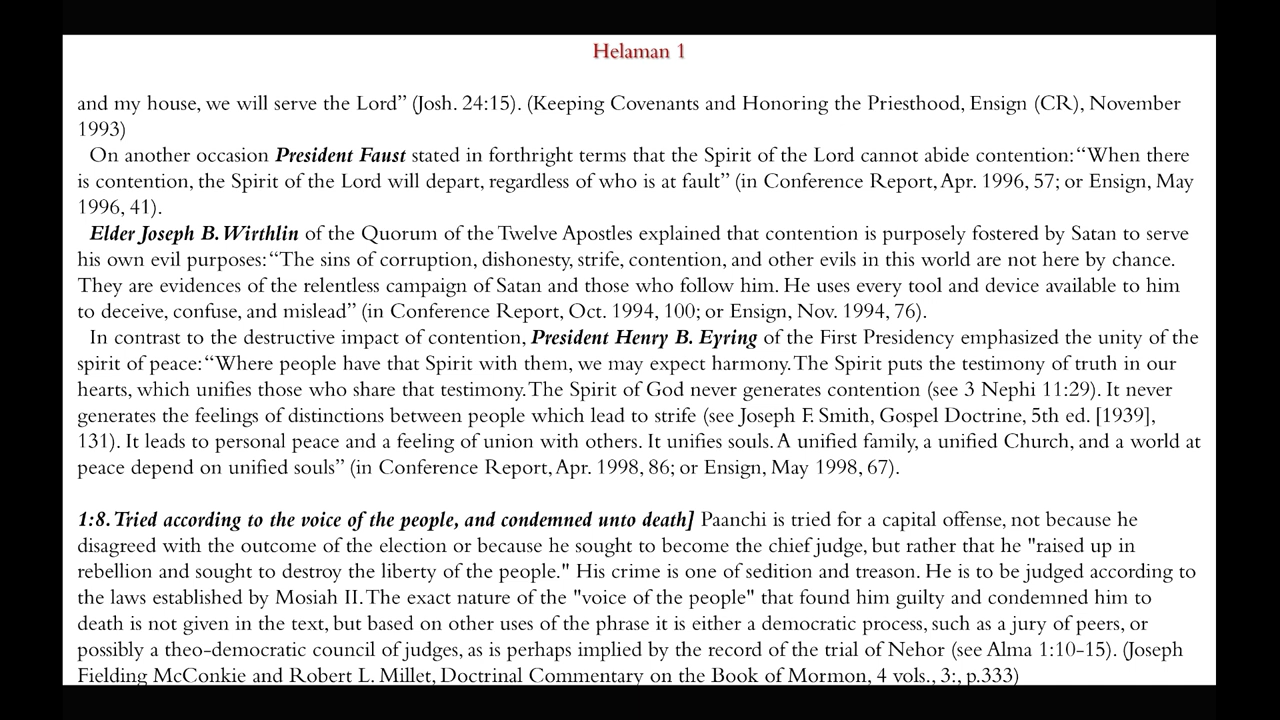 Helaman 1
and my house, we will serve the Lord” (Josh. 24:15). (Keeping Covenants and Honoring the Priesthood, Ensign (CR), November
1993)
On another occasion President Faust stated in forthright terms that the Spirit of the Lord cannot abide contention: “When there
is contention, the Spirit of the Lord will depart, regardless of who is at fault” (in Conference Report, Apr. 1996, 57; or Ensign, May
1996, 41).
Elder Joseph B. Wirthlin of the Quorum of the Twelve Apostles explained that contention is purposely fostered by Satan to serve
his own evil purposes: “The sins of corruption, dishonesty, strife, contention, and other evils in this world are not here by chance.
They are evidences of the relentless campaign of Satan and those who follow him. He uses every tool and device available to him
to deceive, confuse, and mislead” (in Conference Report, Oct. 1994, 100; or Ensign, Nov. 1994, 76).
In contrast to the destructive impact of contention, President Henry B. Eyring of the First Presidency emphasized the unity of the
spirit of peace: “Where people have that Spirit with them, we may expect harmony. The Spirit puts the testimony of truth in our
hearts, which unifies those who share that testimony. The Spirit of God never generates contention (see 3 Nephi 11:29). It never
generates the feelings of distinctions between people which lead to strife (see Joseph F. Smith, Gospel Doctrine, 5th ed. [1939],
131). It leads to personal peace and a feeling of union with others. It unifies souls. A unified family, a unified Church, and a world at
peace depend on unified souls” (in Conference Report, Apr. 1998, 86; or Ensign, May 1998, 67).
1:8. Tried according to the voice of the people, and condemned unto death] Paanchi is tried for a capital offense, not because he
disagreed with the outcome of the election or because he sought to become the chief judge, but rather that he "raised up in
rebellion and sought to destroy the liberty of the people." His crime is one of sedition and treason. He is to be judged according to
the laws established by Mosiah II. The exact nature of the "voice of the people" that found him guilty and condemned him to
death is not given in the text, but based on other uses of the phrase it is either a democratic process, such as a jury of peers, or
possibly a theo-democratic council of judges, as is perhaps implied by the record of the trial of Nehor (see Alma 1:10-15). (Joseph
Fielding McConkie and Robert L. Millet, Doctrinal Commentary on the Book of Mormon, 4 vols., 3:, p.333)